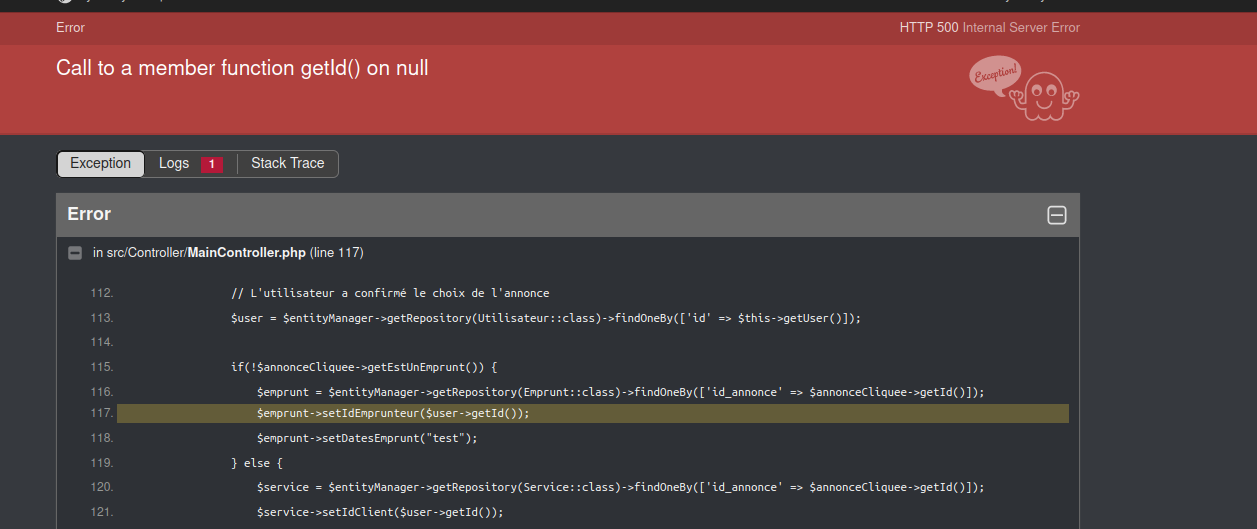 Error
HTTP 500 Internal Server Error
Call to a member function getId() on null
Exception!
Exception Logs 1 Stack Trace
Error
in src/Controller/MainController.php (line 117)
112. // L'utilisateur a confirmé le choix de l'annonce
113. $user = $entityManager->getRepository(Utilisateur::class)->findOneBy(['id' => $this->getUser()]);
114.
115. if(!$annonceCliquee->getEstUnEmprunt()) {
116. $emprunt = $entityManager->getRepository(Emprunt::class)->findOneBy(['id_annonce' => $annonceCliquee->getId()]);
117. $emprunt->setIdEmprunteur($user->getId());
118. $emprunt->setDatesEmprunt("test");
119. } else {
120. $service = $entityManager->getRepository(Service::class)->findOneBy(['id_annonce' => $annonceCliquee->getId()]);
121. $service->setIdClient($user->getId());